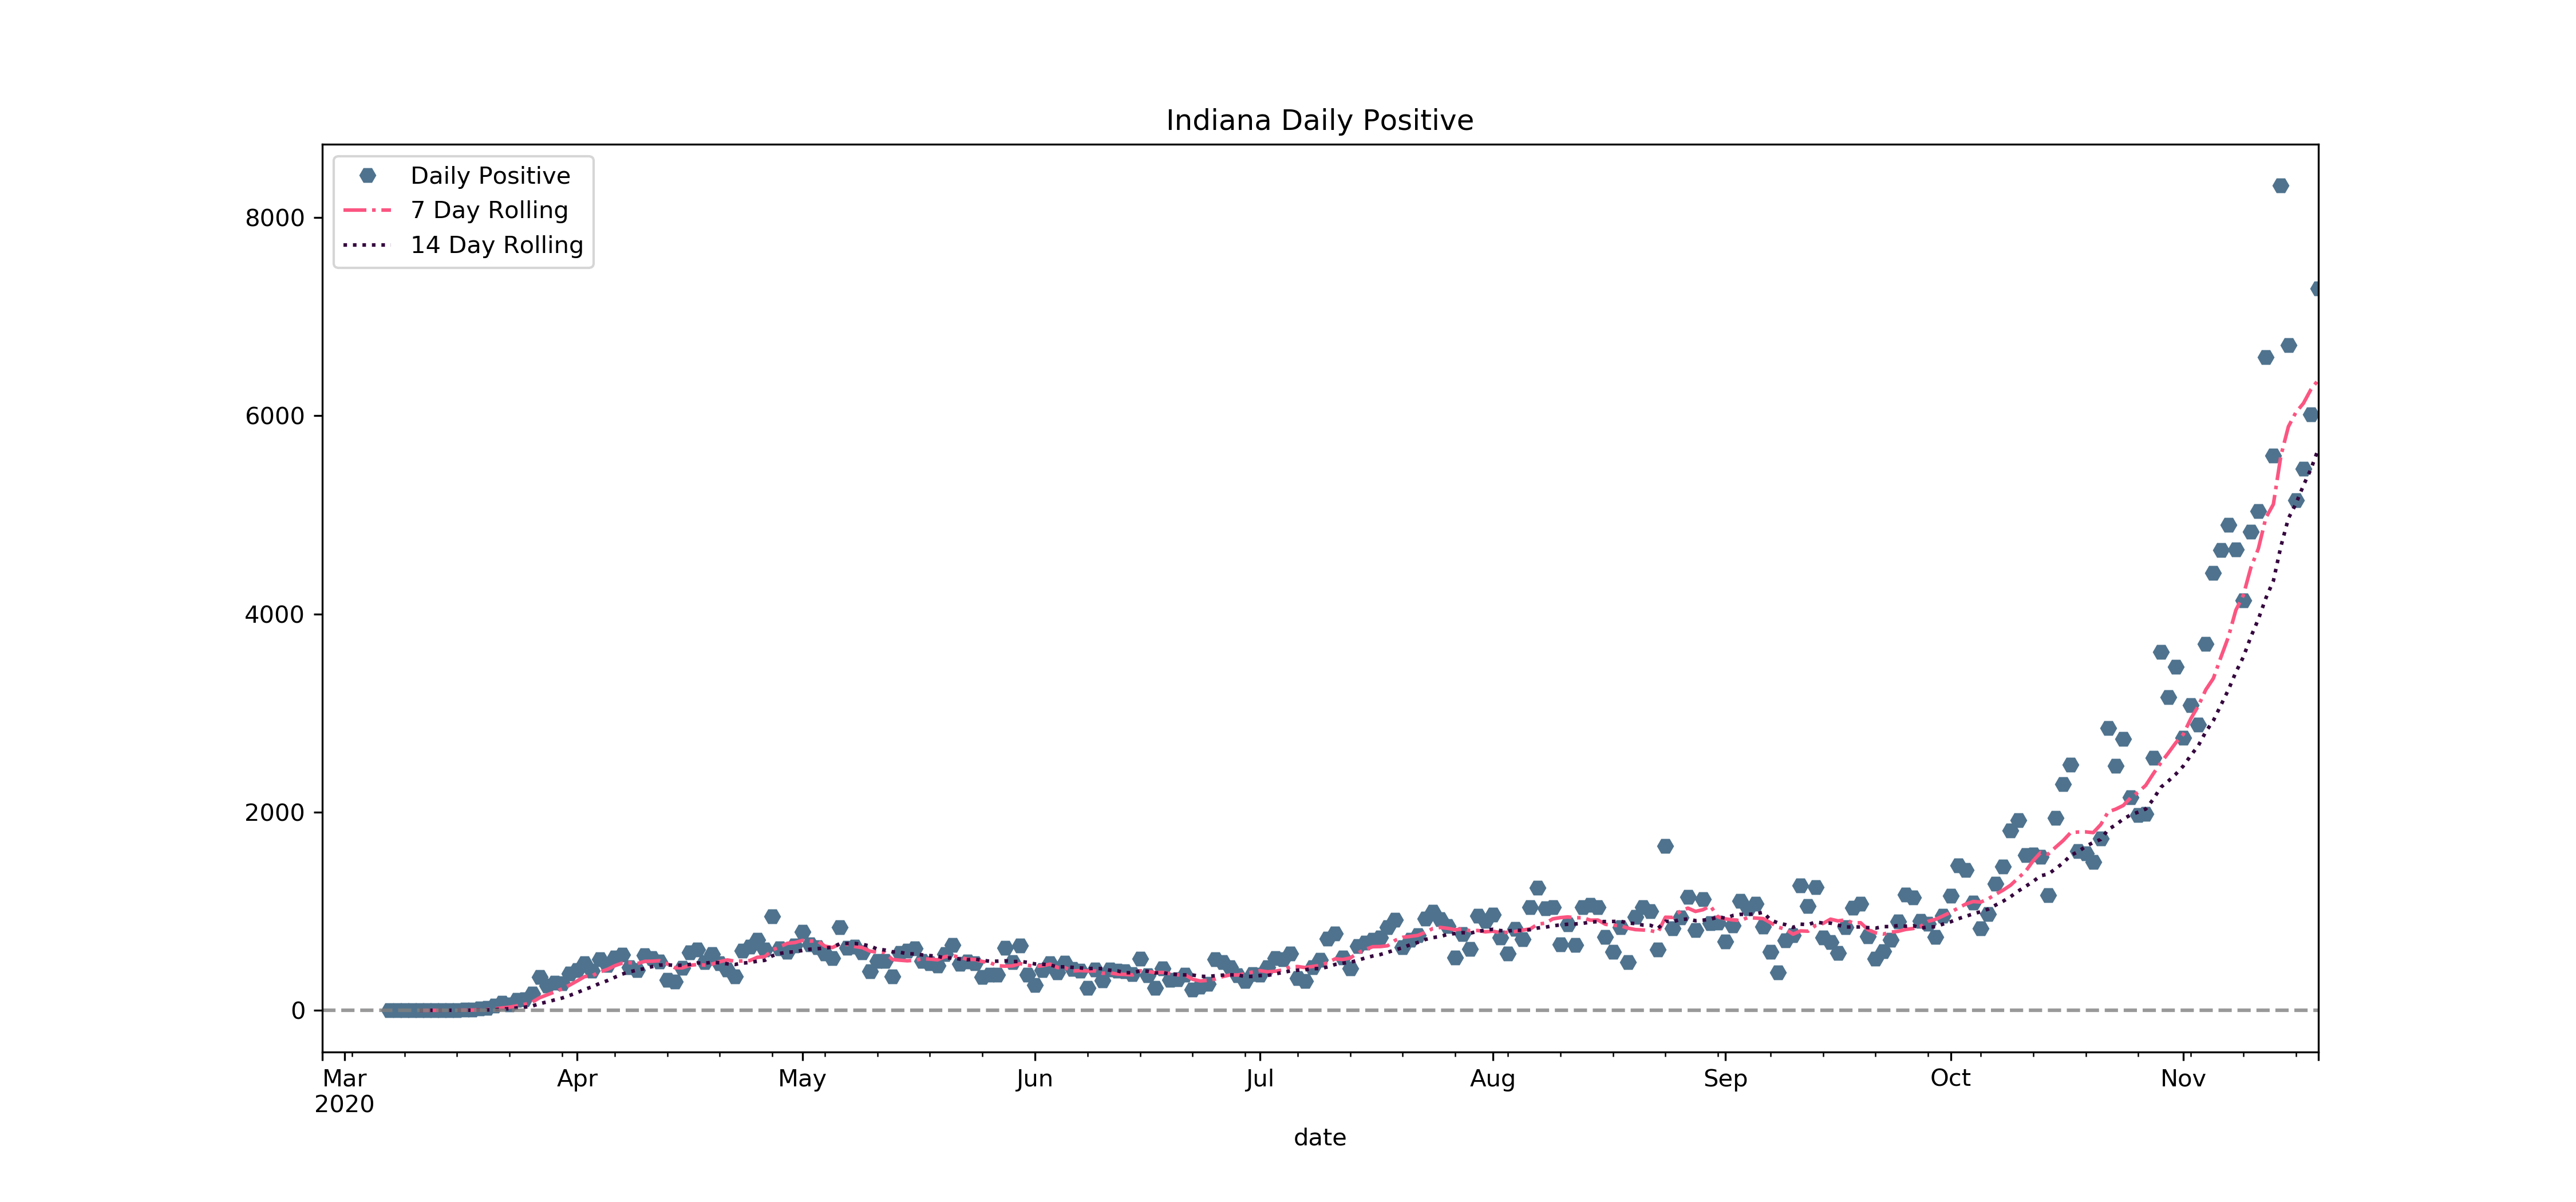 Indiana Daily Positive
Daily Positive
7 Day Rolling
14 Day Rolling
8000
6000
4000
2000
0
Mar Apr May Jun Jul Aug Sep Oct Nov
2020
date